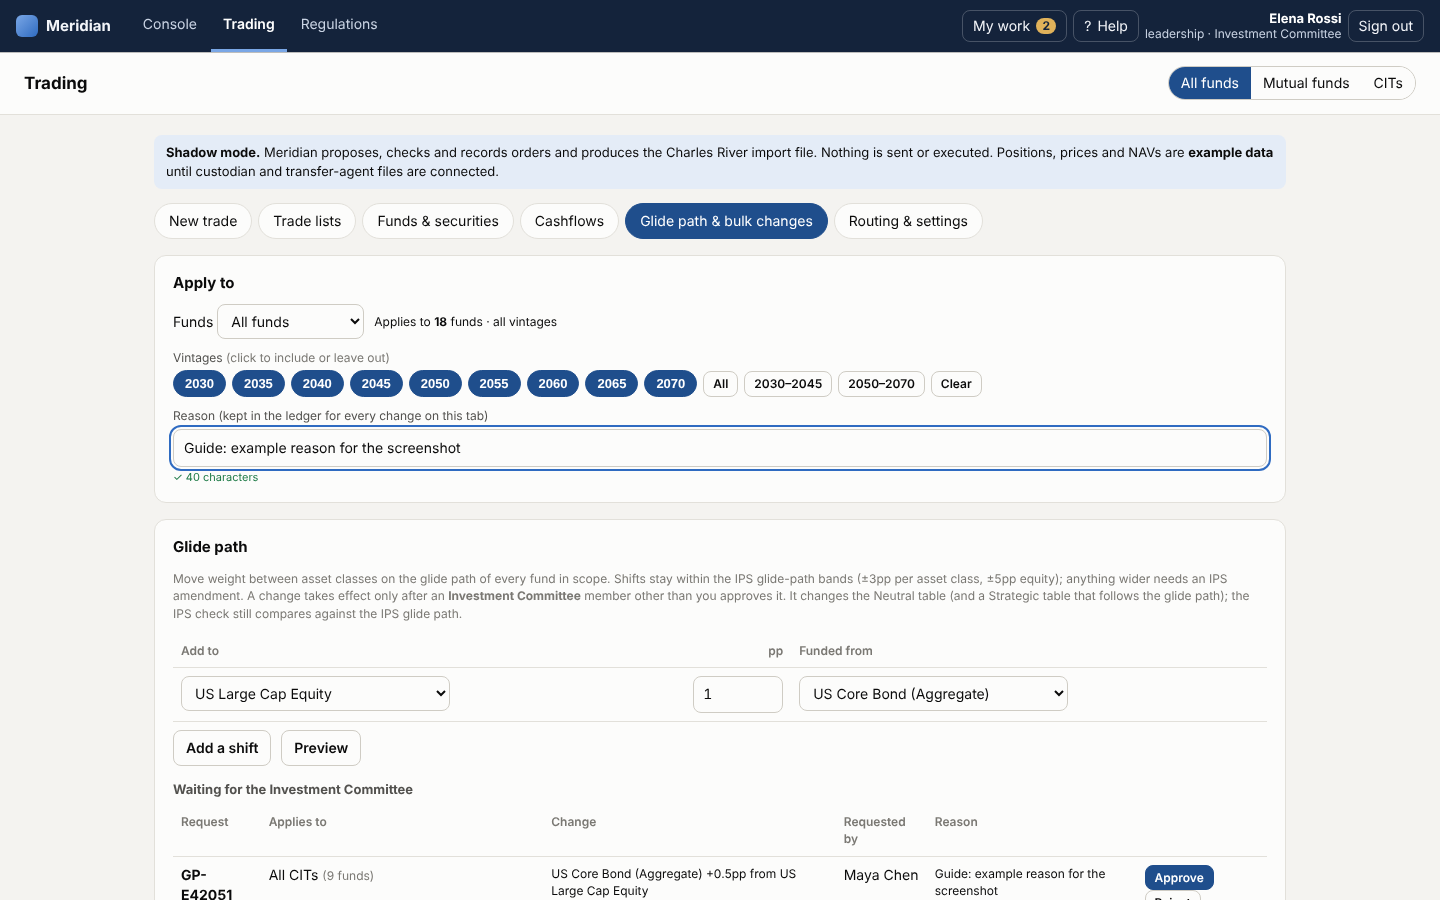 Meridian
Console
Trading
Regulations
My work 2
? Help
Elena Rossi
leadership · Investment Committee
Sign out
Trading
All funds
Mutual funds
CITs
Shadow mode. Meridian proposes, checks and records orders and produces the Charles River import file. Nothing is sent or executed. Positions, prices and NAVs are example data
until custodian and transfer-agent files are connected.
New trade
Trade lists
Funds & securities
Cashflows
Glide path & bulk changes
Routing & settings
Apply to
Funds All funds Applies to 18 funds · all vintages
Vintages (click to include or leave out)
2030 2035 2040 2045 2050 2055 2060 2065 2070 All 2030–2045 2050–2070 Clear
Reason (kept in the ledger for every change on this tab)
Guide: example reason for the screenshot
✓ 40 characters
Glide path
Move weight between asset classes on the glide path of every fund in scope. Shifts stay within the IPS glide-path bands (±3pp per asset class, ±5pp equity); anything wider needs an IPS
amendment. A change takes effect only after an Investment Committee member other than you approves it. It changes the Neutral table (and a Strategic table that follows the glide path); the
IPS check still compares against the IPS glide path.
Add to pp Funded from
US Large Cap Equity 1 US Core Bond (Aggregate)
Add a shift Preview
Waiting for the Investment Committee
Request Applies to Change Requested by Reason
GP-E42051 All CITs (9 funds) US Core Bond (Aggregate) +0.5pp from US Large Cap Equity Maya Chen Guide: example reason for the screenshot Approve